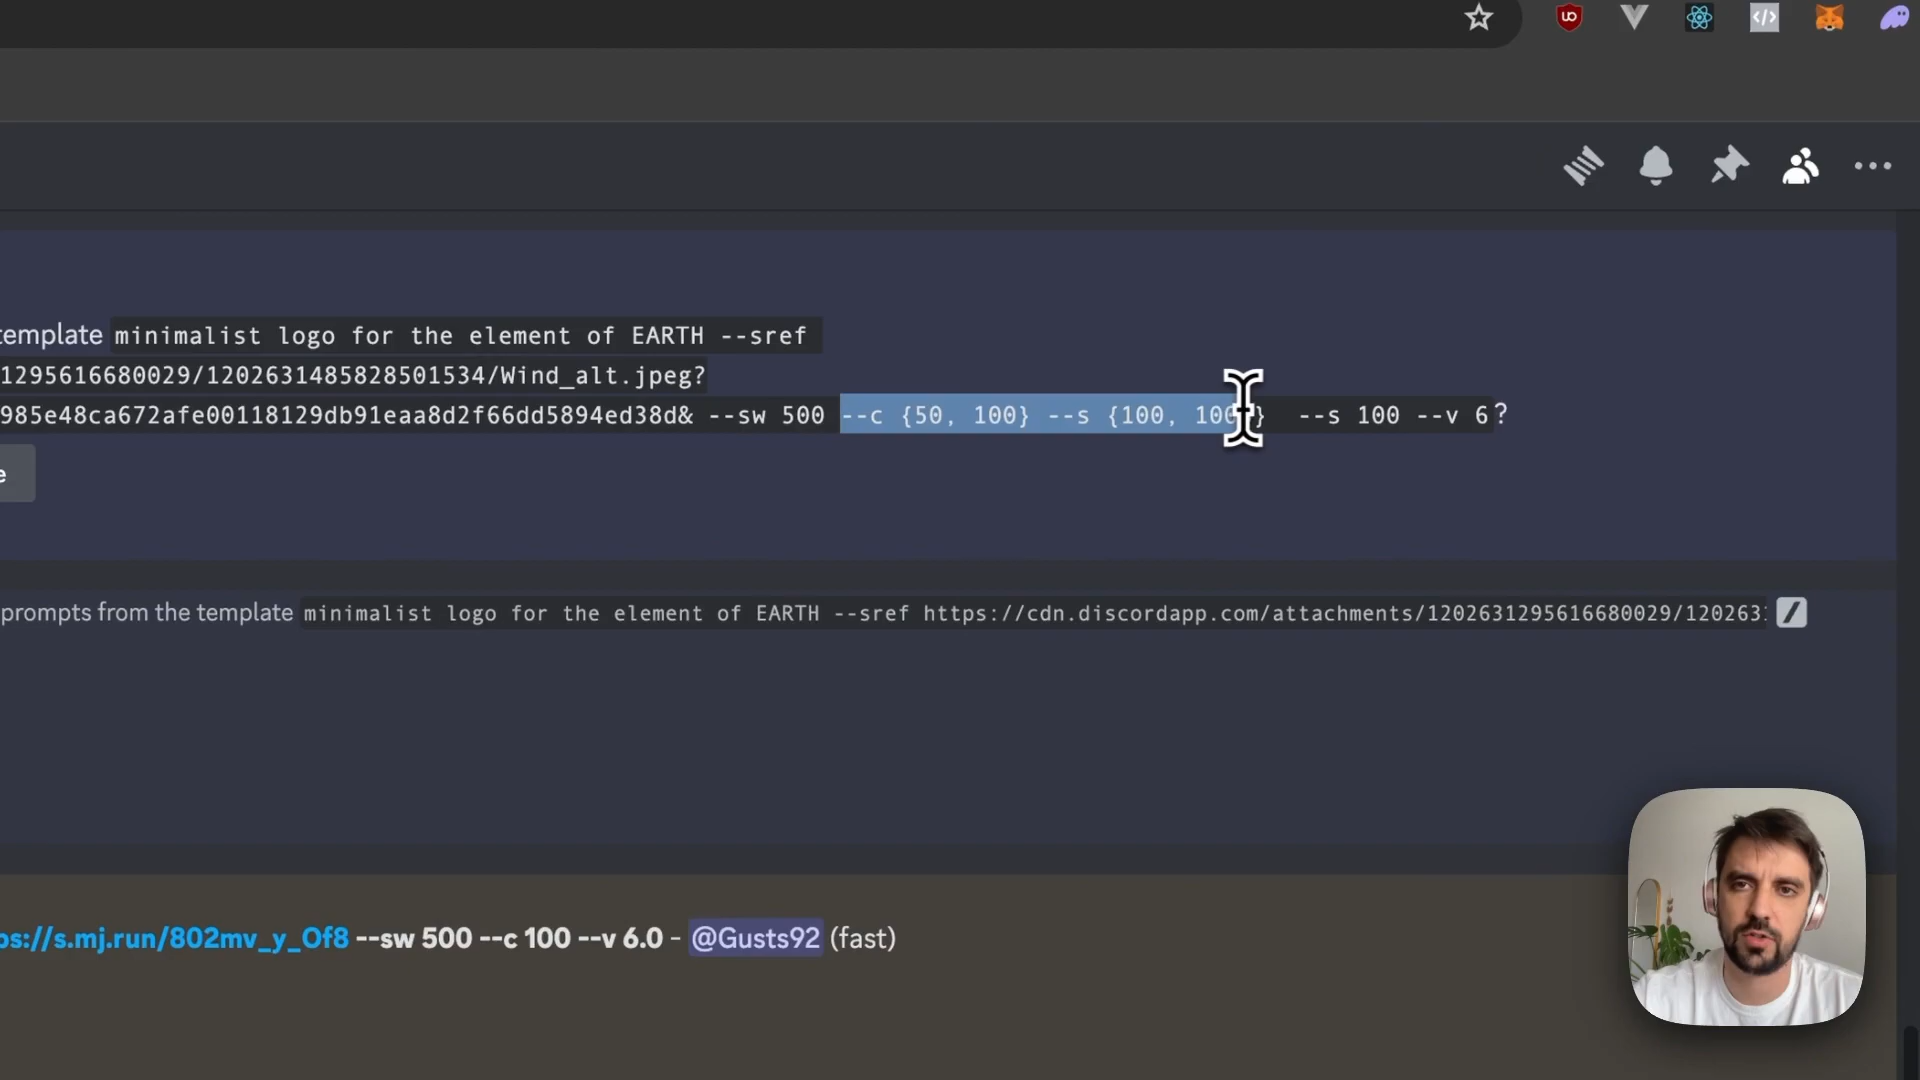 template minimalist logo for the element of EARTH --sref
1295616680029/1202631485828501534/Wind_alt.jpeg?
985e48ca672afe00118129db91eaa8d2f66dd5894ed38d& --sw 500 --c {50, 100} --s {100, 100 } --s 100 --v 6?
e
prompts from the template minimalist logo for the element of EARTH --sref https://cdn.discordapp.com/attachments/1202631295616680029/120263
ps://s.mj.run/802mv_y_Of8 --sw 500 --c 100 --v 6.0 - @Gusts92 (fast)